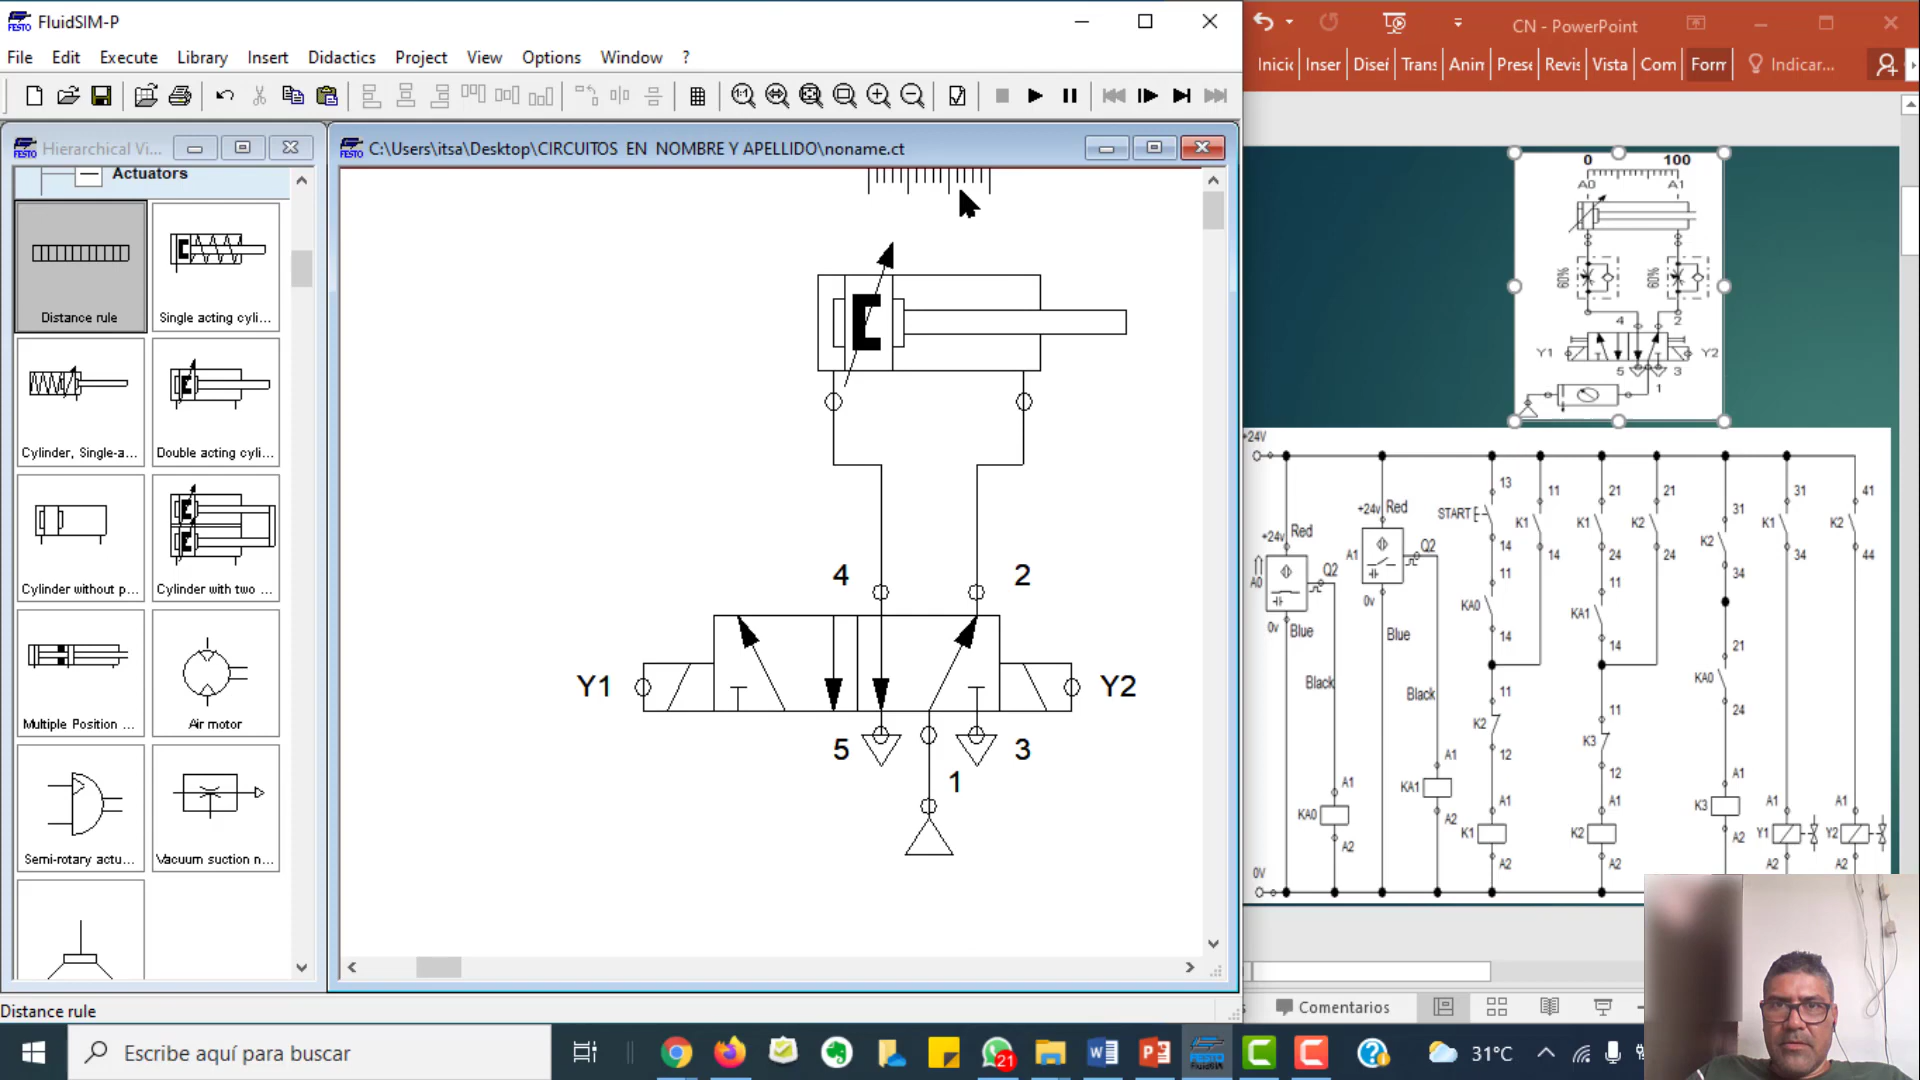 FluidSIM-P
File Edit Execute Library Insert Didactics Project View Options Window ?
Hierarchical Vi...
Actuators
Distance rule
Single acting cyli...
Cylinder, Single-a...
Double acting cyli...
Cylinder without p...
Cylinder with two ...
Multiple Position ...
Air motor
Semi-rotary actu...
Vacuum suction n...
C:\Users\itsa\Desktop\CIRCUITOS EN NOMBRE Y APELLIDO\noname.ct
4
2
Y1
Y2
5
3
1
Distance rule
CN - PowerPoint
Inicio Inser Diseñ Trans Anim Prese Revis Vista Com Form Indicar...
0 100
A0 A1
60% 60%
4 2
Y1 Y2
5 3
1
+24V
13 11 21 21 31 31 41
+24v Red
START K1 K1 K2 K2 K1 K2
14 14 24 24 34 34 44
+24v Red
A1 Q2
A0 Q2
0v Blue
0v Blue
11 11
KA0 KA1
14 14
21
KA0
24
Black
Black
11 11
K2 K3
12 12
A1 A1 A1 A1 A1 A1 A1
KA0 KA1 K1 K2 K3 Y1 Y2
A2 A2 A2 A2 A2 A2 A2
0V
Comentarios
Escribe aquí para buscar
21
31°C